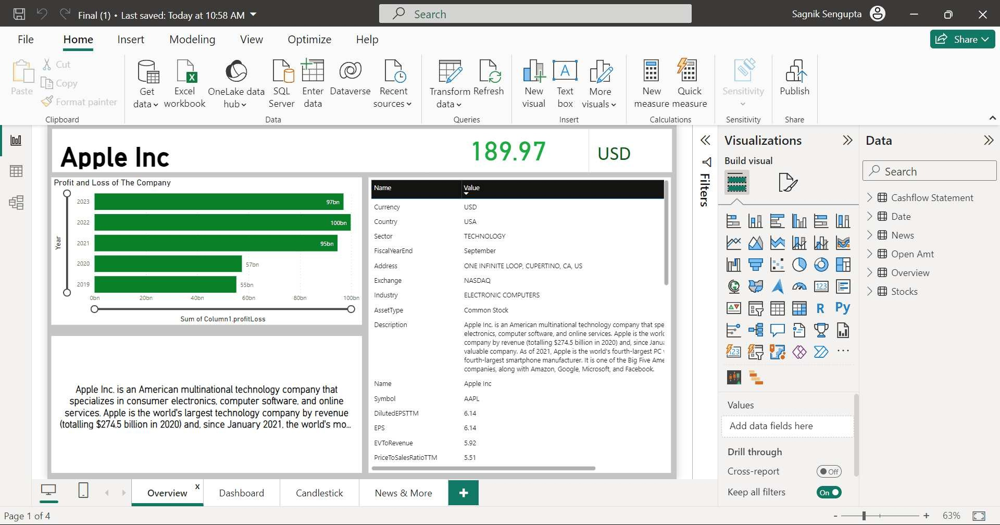 Final (1) • Last saved: Today at 10:58 AM
Search
Sagnik Sengupta
File Home Insert Modeling View Optimize Help
Share
Paste
Cut
Copy
Format painter
Clipboard
Get data
Excel workbook
OneLake data hub
SQL Server
Enter data
Dataverse
Recent sources
Data
Transform data
Refresh
Queries
New visual
Text box
More visuals
Insert
New measure
Quick measure
Calculations
Sensitivity
Sensitivity
Publish
Share
Apple Inc
189.97
USD
Profit and Loss of The Company
Year
2023 97bn
2022 100bn
2021 95bn
2020 57bn
2019 55bn
0bn 20bn 40bn 60bn 80bn 100bn
Sum of Column1.profitLoss
Apple Inc. is an American multinational technology company that
specializes in consumer electronics, computer software, and online
services. Apple is the world's largest technology company by revenue
(totalling $274.5 billion in 2020) and, since January 2021, the world's mo...
Name Value
Currency USD
Country USA
Sector TECHNOLOGY
FiscalYearEnd September
Address ONE INFINITE LOOP, CUPERTINO, CA, US
Exchange NASDAQ
Industry ELECTRONIC COMPUTERS
AssetType Common Stock
Description Apple Inc. is an American multinational technology company that spe
electronics, computer software, and online services. Apple is the world
company by revenue (totalling $274.5 billion in 2020) and, since Janua
valuable company. As of 2021, Apple is the world's fourth-largest PC
fourth-largest smartphone manufacturer. It is one of the Big Five Ame
companies, along with Amazon, Google, Microsoft, and Facebook.
Name Apple Inc
Symbol AAPL
DilutedEPSTTM 6.14
EPS 6.14
EVToRevenue 5.92
PriceToSalesRatioTTM 5.51
Filters
Visualizations
Build visual
123
R
Py
123
Values
Add data fields here
Drill through
Cross-report Off
Keep all filters On
Data
Search
Cashflow Statement
Date
News
Open Amt
Overview
Stocks
Overview x Dashboard Candlestick News & More +
Page 1 of 4
- + 63%